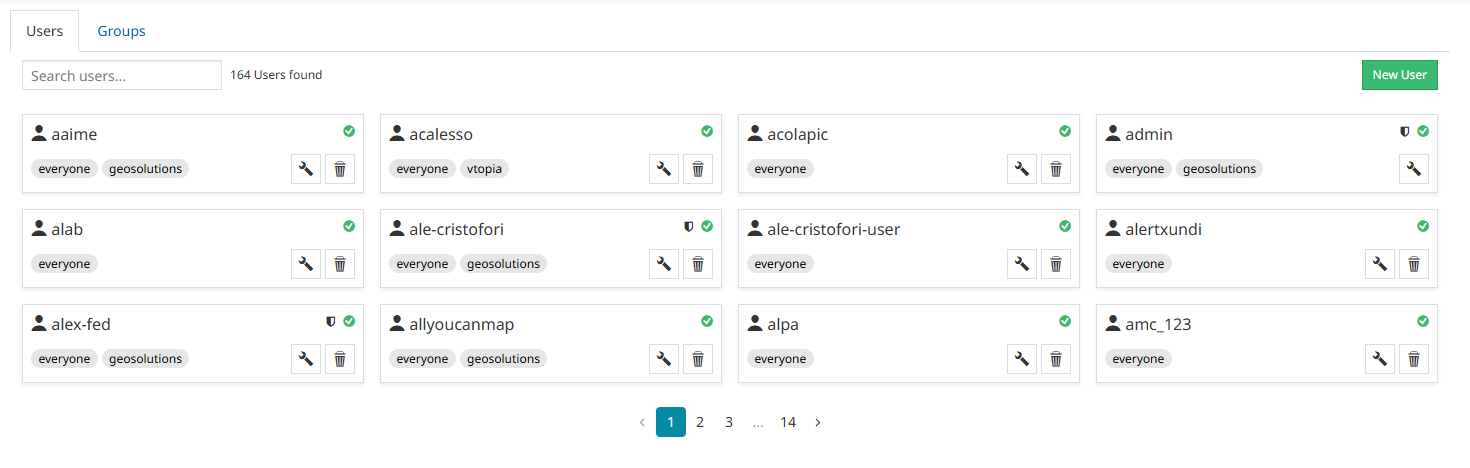 Users Groups
Search users... 164 Users found New User
aaime acalesso acolapic admin
everyone geosolutions everyone vtopia everyone everyone geosolutions
alab ale-cristofori ale-cristofori-user alertxundi
everyone everyone geosolutions everyone everyone
alex-fed allyoucanmap alpa amc_123
everyone geosolutions everyone geosolutions everyone everyone
‹ 1 2 3 ... 14 ›